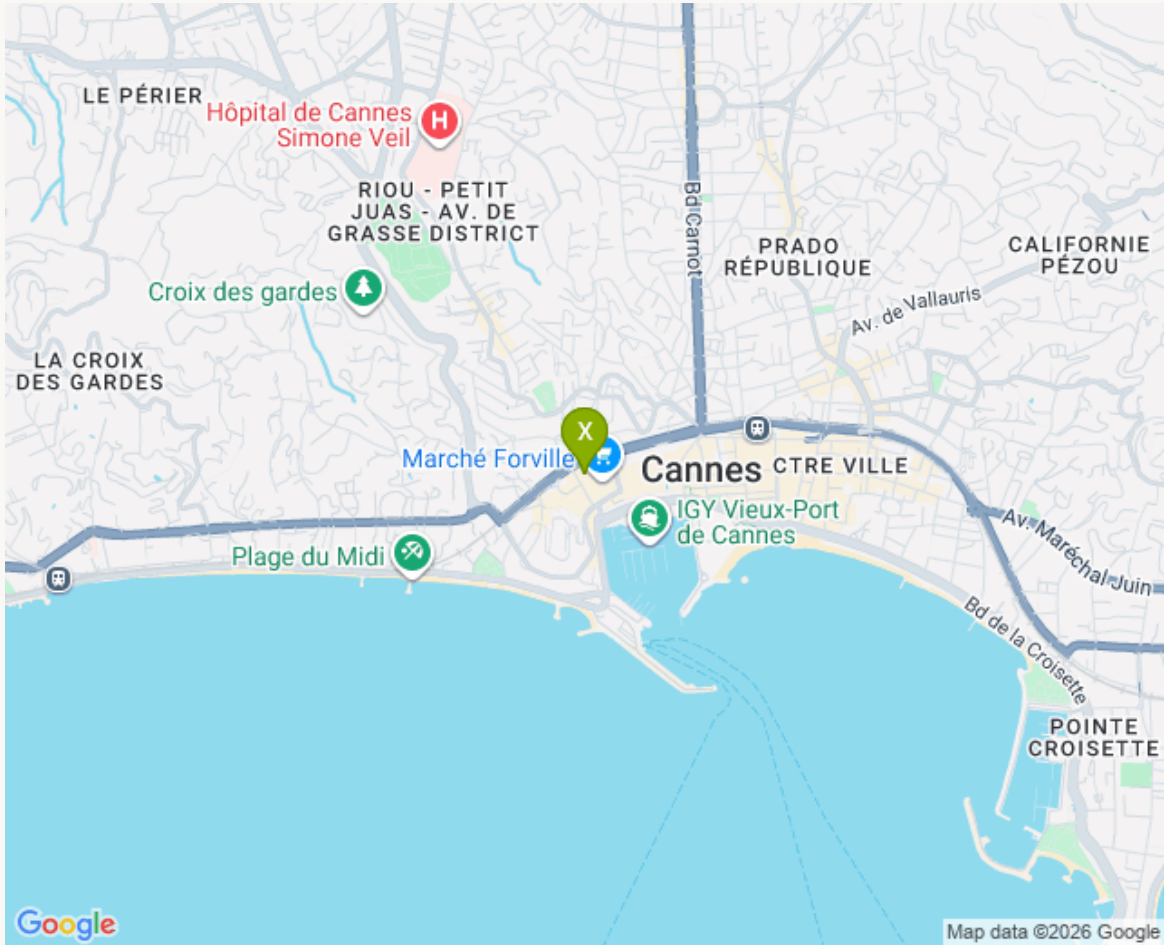 LE PÉRIER
Hôpital de Cannes
Simone Veil
H
RIOU - PETIT
JUAS - AV. DE
GRASSE DISTRICT
Bd Carnot
PRADO
RÉPUBLIQUE
CALIFORNIE
PÉZOU
Croix des gardes
Av. de Vallauris
LA CROIX
DES GARDES
X
Marché Forville
Cannes
CTRE VILLE
IGY Vieux-Port
de Cannes
Plage du Midi
Av. Maréchal Juin
Bd de la Croisette
POINTE
CROISETTE
Google
Map data ©2026 Google